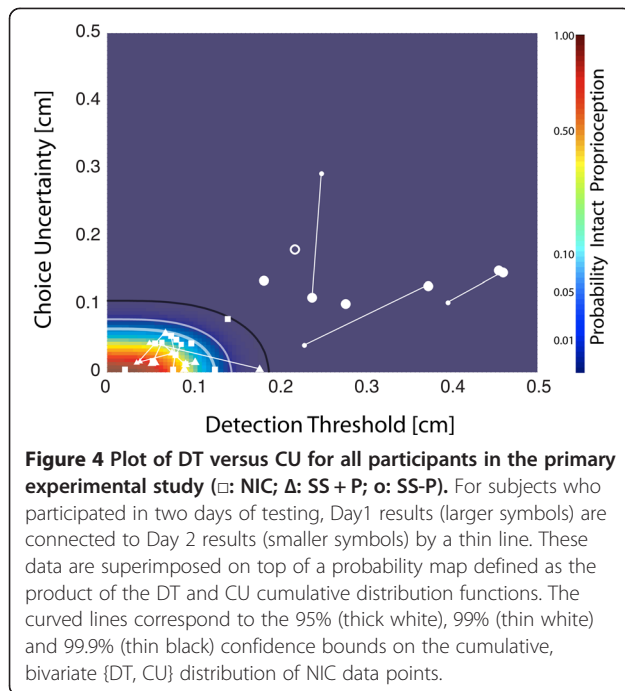 0.5
0.4
0.3
0.2
0.1
0
Choice Uncertainty [cm]
0 0.1 0.2 0.3 0.4 0.5
Detection Threshold [cm]
1.00
0.50
0.10
0.05
0.01
Probability Intact Proprioception
Figure 4 Plot of DT versus CU for all participants in the primary
experimental study (□: NIC; Δ: SS + P; o: SS-P). For subjects who
participated in two days of testing, Day1 results (larger symbols) are
connected to Day 2 results (smaller symbols) by a thin line. These
data are superimposed on top of a probability map defined as the
product of the DT and CU cumulative distribution functions. The
curved lines correspond to the 95% (thick white), 99% (thin white)
and 99.9% (thin black) confidence bounds on the cumulative,
bivariate {DT, CU} distribution of NIC data points.